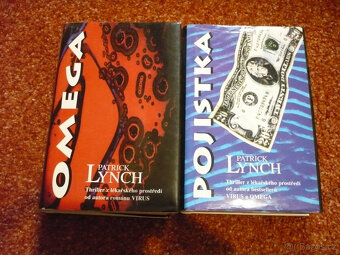 OMEGA
PATRICK
LYNCH
Thriller z lékařského prostředí
od autora románu VIRUS
POJISTKA
PATRICK
LYNCH
Thriller z lékařského prostředí
od autora bestsellerů
VIRUS a OMEGA